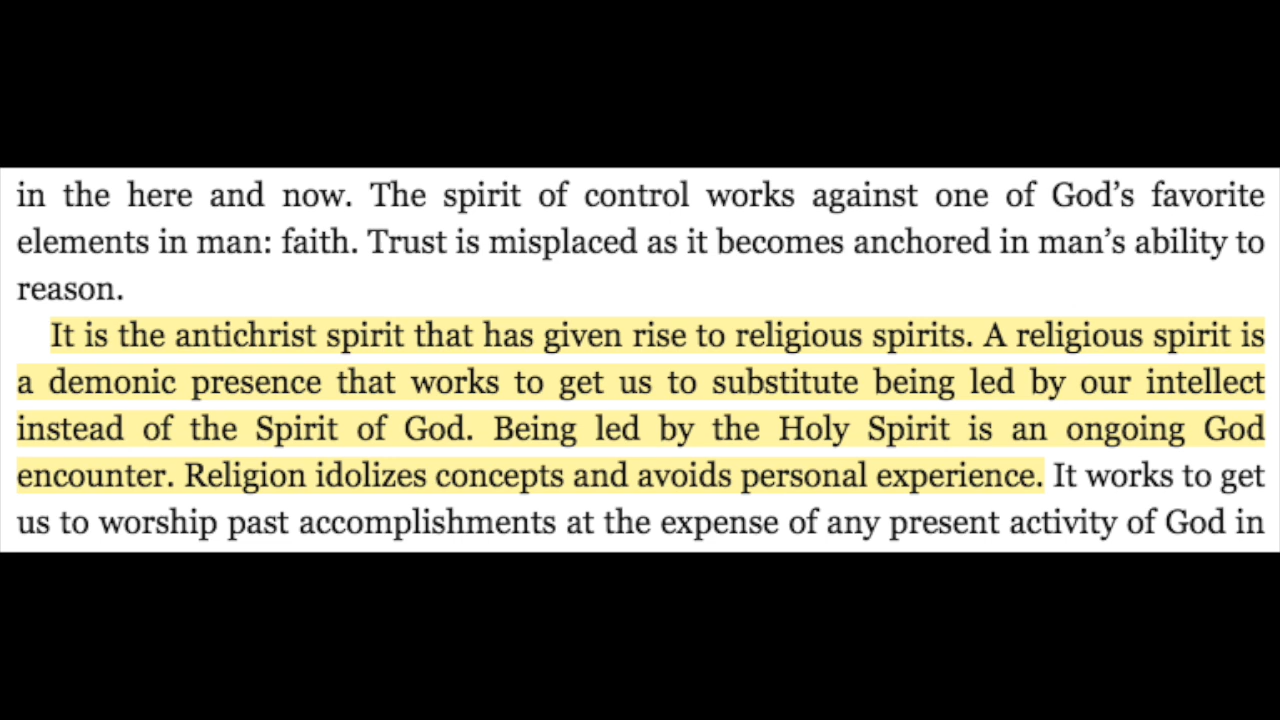 in the here and now. The spirit of control works against one of God’s favorite
elements in man: faith. Trust is misplaced as it becomes anchored in man’s ability to
reason.
It is the antichrist spirit that has given rise to religious spirits. A religious spirit is
a demonic presence that works to get us to substitute being led by our intellect
instead of the Spirit of God. Being led by the Holy Spirit is an ongoing God
encounter. Religion idolizes concepts and avoids personal experience. It works to get
us to worship past accomplishments at the expense of any present activity of God in